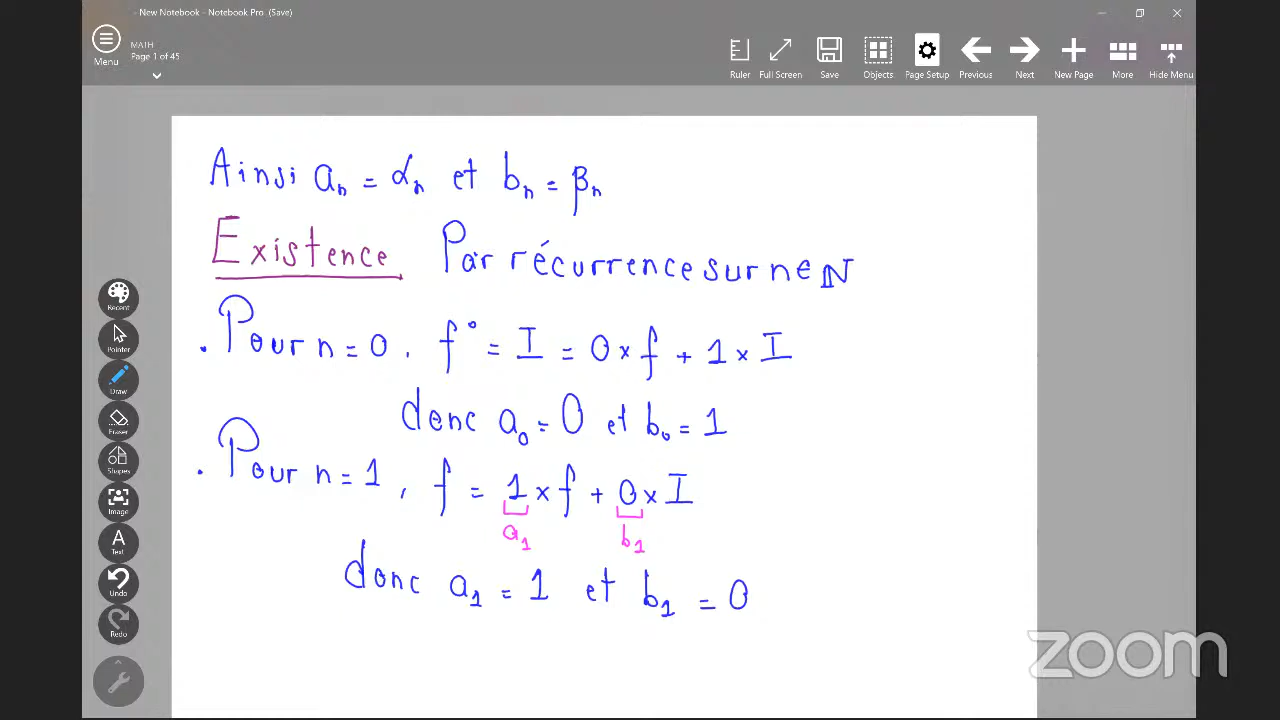 - New Notebook - Notebook Pro (Save)
Menu
MATH
Page 1 of 45
Ruler
Full Screen
Save
Objects
Page Setup
Previous
Next
New Page
More
Hide Menu
Ainsi aₙ = αₙ et bₙ = βₙ
Existence Par récurrence sur n ∈ ℕ
. Pour n = 0, f° = I = 0 × f + 1 × I
donc a₀ = 0 et b₀ = 1
. Pour n = 1, f = 1 × f + 0 × I
a₁ b₁
donc a₁ = 1 et b₁ = 0
Recent
Pointer
Draw
Eraser
Shapes
Image
A
Text
Undo
Redo
zoom